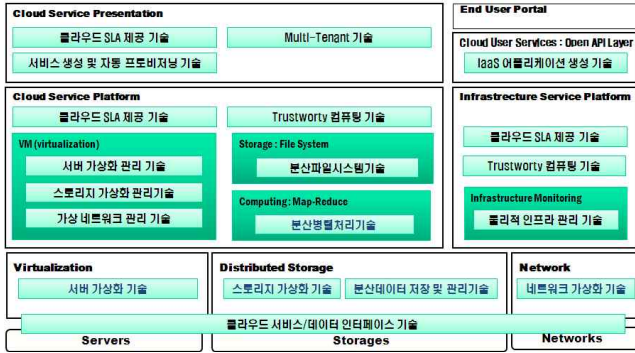 Cloud Service Presentation
클라우드 SLA 제공 기술
Multi-Tenant 기술
서비스 생성 및 자동 프로비저닝 기술
End User Portal
Cloud User Services : Open API Layer
IaaS 어플리케이션 생성 기술
Cloud Service Platform
클라우드 SLA 제공 기술
Trustworty 컴퓨팅 기술
VM (virtualization)
서버 가상화 관리 기술
스토리지 가상화 관리기술
가상 네트워크 관리 기술
Storage : File System
분산파일시스템기술
Computing : Map-Reduce
분산병렬처리기술
Infrastrecture Service Platform
클라우드 SLA 제공 기술
Trustworty 컴퓨팅 기술
Infrastructure Monitoring
물리적 인프라 관리 기술
Virtualization
서버 가상화 기술
Distributed Storage
스토리지 가상화 기술
분산데이터 저장 및 관리기술
Network
네트워크 가상화 기술
클라우드 서비스/데이터 인터페이스 기술
Servers
Storages
Networks